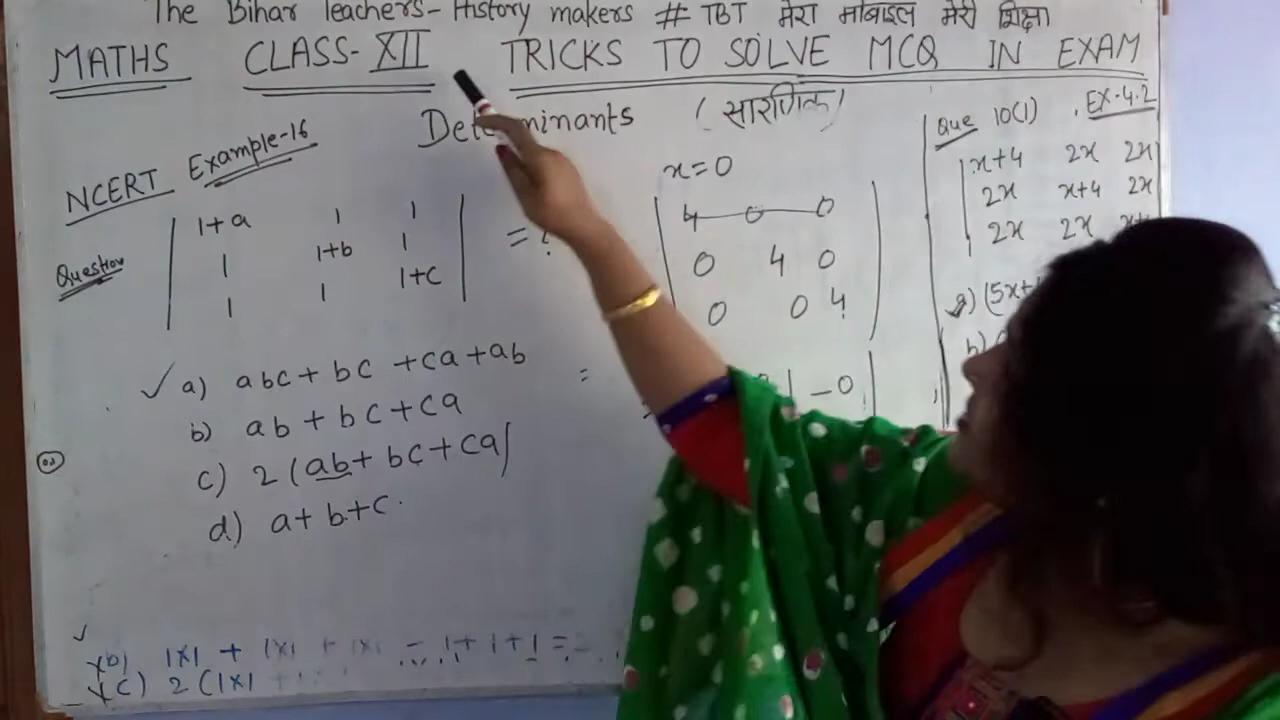 The Bihar Teachers- History makers # TBT मेरा मोबाइल मेरी शिक्षा
MATHS CLASS-XII TRICKS TO SOLVE MCQ IN EXAM
Determinants (सारणिक)
NCERT Example-16
Question
1+a 1 1
1 1+b 1
1 1 1+c
= ?
✓ a) abc + bc + ca + ab
b) ab + bc + ca
c) 2 (ab + bc + ca)
d) a + b + c.
b) 1x1 + 1x1 + 1x1 = 1 + 1 + 1 =
c) 2 (1x1 +
x = 0
4 0 0
0 4 0
0 0 4
=
- 0
Que 10(1) EX-4.2
x+4 2x 2x
2x x+4 2x
2x 2x
a) (5x+
b)